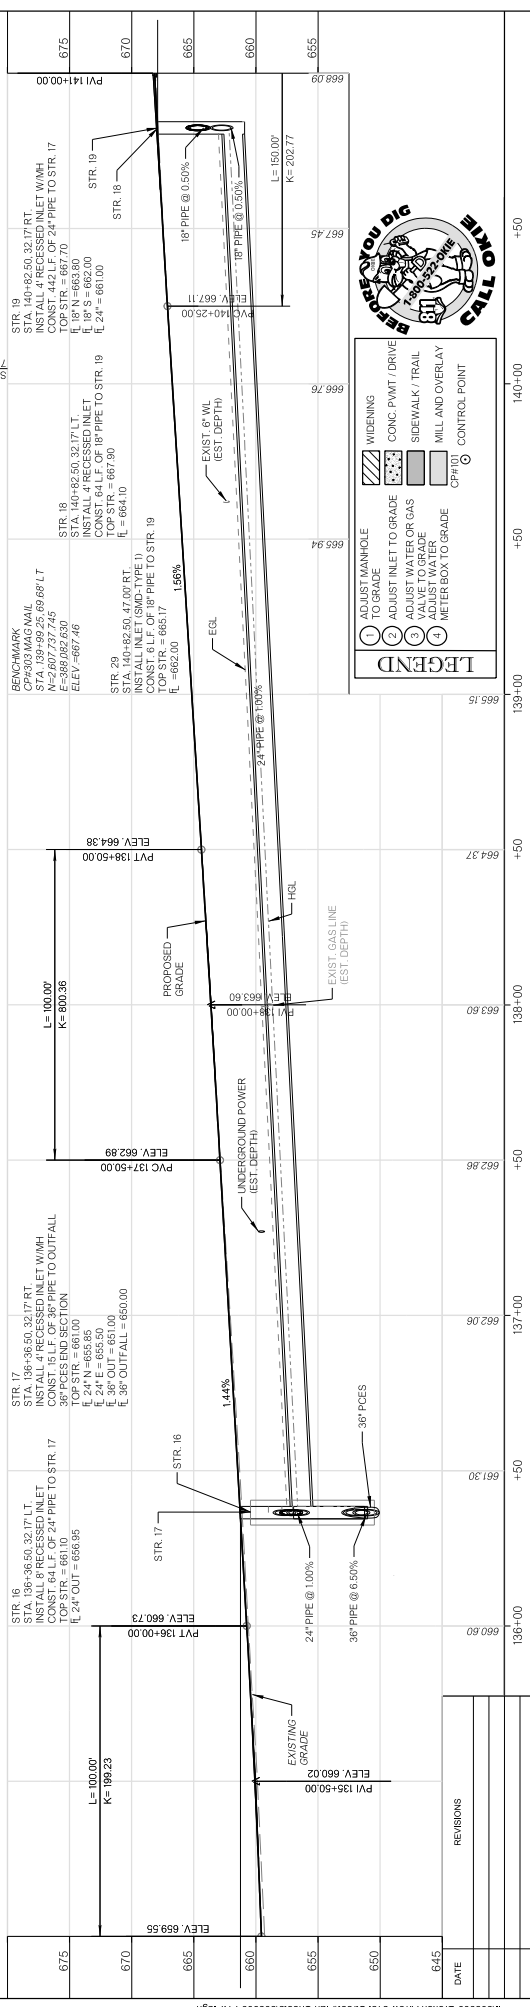 STR. 16
STA. 136+36.50, 32.17' LT.
INSTALL 8' RECESSED INLET
CONST. 64 L.F. OF 24" PIPE TO STR. 17
TOP STR. = 661.10
FL 24" OUT = 656.95
STR. 17
STA. 136+36.50, 32.17' RT.
INSTALL 4' RECESSED INLET W/MH
CONST. 15 L.F. OF 36" PIPE TO OUTFALL
36" PCES END SECTION
TOP STR. = 661.00
FL 24" N =655.85
FL 24" E = 655.50
FL 36" OUT = 651.00
FL 36" OUTFALL = 650.00
BENCHMARK
CP#303 MAG NAIL
STA. 139+99.25, 69.68' LT
N=2,607,737.745
E=388,082.630
ELEV.=667.46
STR. 29
STA. 140+82.50, 47.00' RT.
INSTALL INLET (SMD-TYPE 1)
CONST. 6 L.F. OF 18" PIPE TO STR. 19
TOP STR. = 665.17
FL =662.00
STR. 18
STA. 140+82.50, 32.17' LT.
INSTALL 4' RECESSED INLET
CONST. 64 L.F. OF 18" PIPE TO STR. 19
TOP STR. = 667.90
FL = 664.10
STR. 19
STA. 140+82.50, 32.17' RT.
INSTALL 4' RECESSED INLET W/MH
CONST. 442 L.F. OF 24" PIPE TO STR. 17
TOP STR. = 667.70
FL 18" N =663.80
FL 18" S = 662.00
FL 24" = 661.00
675
670
665
660
655
650
645
675
670
665
660
655
ELEV. 659.55
L= 100.00'
K= 199.23
PVI 135+50.00
ELEV. 660.02
EXISTING
GRADE
PVT 136+00.00
ELEV. 660.73
STR. 17
STR. 16
24" PIPE @ 1.00%
36" PIPE @ 6.50%
36" PCES
1.44%
UNDERGROUND POWER
(EST. DEPTH)
PVC 137+50.00
ELEV. 662.89
L= 100.00'
K= 800.36
PVI 138+00.00
ELEV. 663.60
PROPOSED
GRADE
HGL
EXIST. GAS LINE
(EST. DEPTH)
PVT 138+50.00
ELEV. 664.38
24" PIPE @ 1.00%
EGL
1.56%
EXIST. 6" WL
(EST. DEPTH)
PVC 140+25.00
ELEV. 667.11
L= 150.00'
K= 202.77
18" PIPE @ 0.50%
18" PIPE @ 0.50%
STR. 18
STR. 19
PVI 141+00.00
660.60
661.30
662.06
662.86
663.60
664.37
665.15
665.94
666.76
667.45
668.09
136+00
+50
137+00
+50
138+00
+50
139+00
+50
140+00
+50
LEGEND
1 ADJUST MANHOLE
TO GRADE
2 ADJUST INLET TO GRADE
3 ADJUST WATER OR GAS
VALVE TO GRADE
4 ADJUST WATER
METER BOX TO GRADE
WIDENING
CONC. PVMT / DRIVE
SIDEWALK / TRAIL
MILL AND OVERLAY
CP#101 CONTROL POINT
BEFORE YOU DIG
1-800-522-OKIE
811
CALL OKIE
DATE
REVISIONS